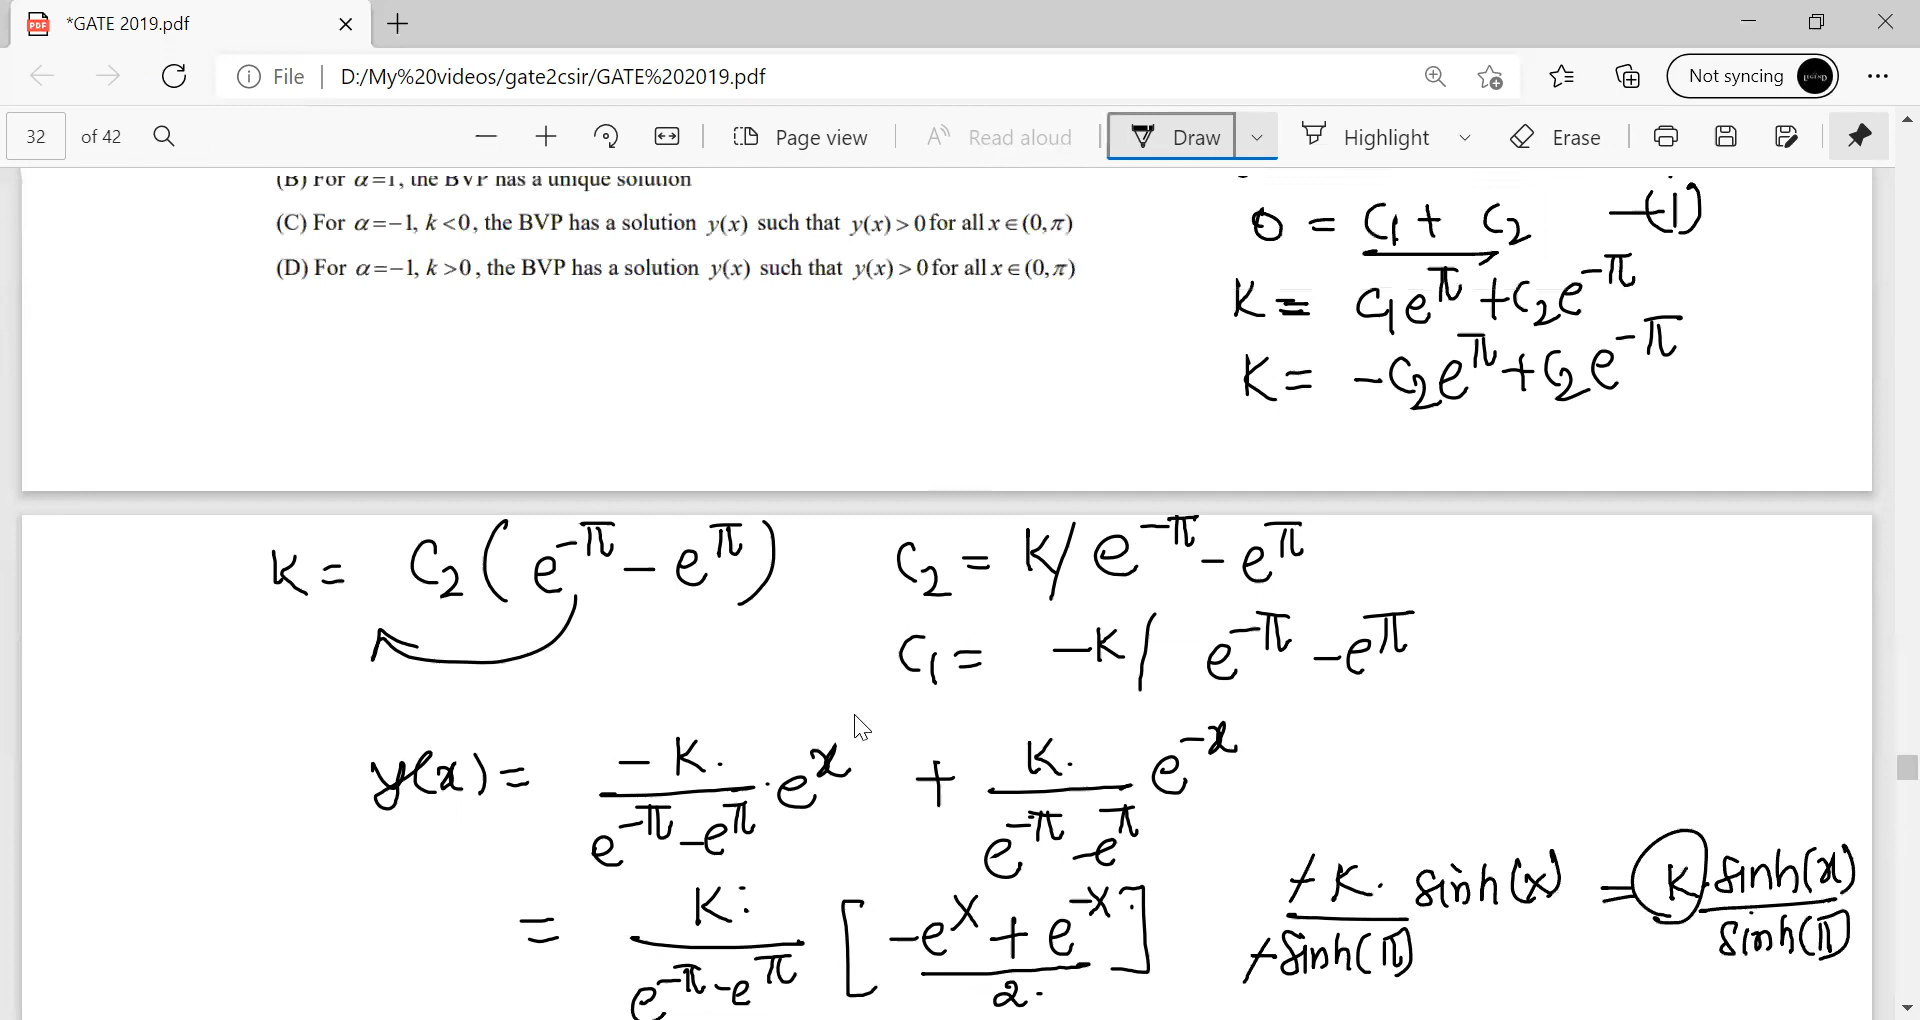 *GATE 2019.pdf
File | D:/My%20videos/gate2csir/GATE%202019.pdf
Not syncing
32 of 42
Page view
Read aloud
Draw
Highlight
Erase
(B) For α=1, the BVP has a unique solution
(C) For α=−1, k<0, the BVP has a solution y(x) such that y(x)>0 for all x∈(0,π)
(D) For α=−1, k>0, the BVP has a solution y(x) such that y(x)>0 for all x∈(0,π)
0 = C₁ + C₂ —(1)
K = C₁e^π + C₂e^−π
K = −C₂e^π + C₂e^−π
K = C₂(e^−π − e^π)
C₂ = K/ e^−π − e^π
C₁ = −K/ e^−π − e^π
y(x) = −K./(e^−π − e^π) · e^x + K./(e^−π − e^π) e^−x
= K:/(e^−π − e^π) [(−e^x + e^−x)/2.]
−K. sinh(x)/−sinh(π) = K. sinh(x)/sinh(π)